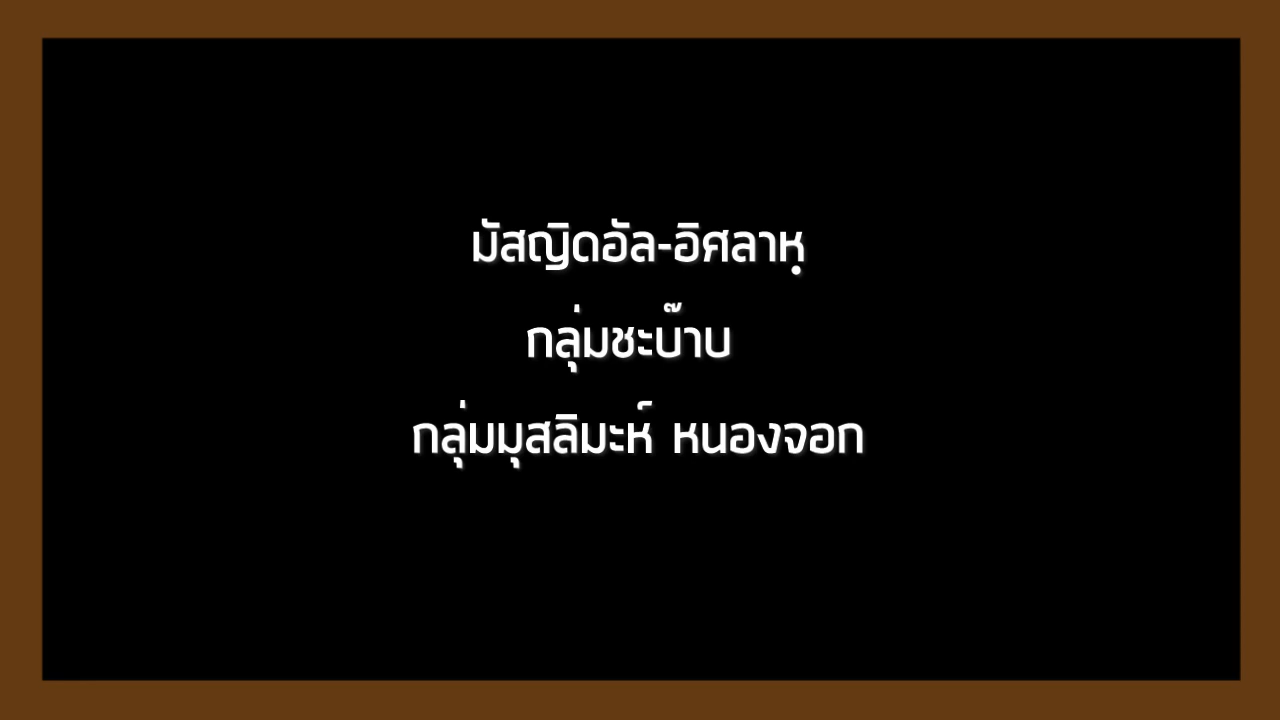 มัสญิดอัล-อิศลาหฺ
กลุ่มชะบ๊าบ
กลุ่มมุสลิมะห์ หนองจอก